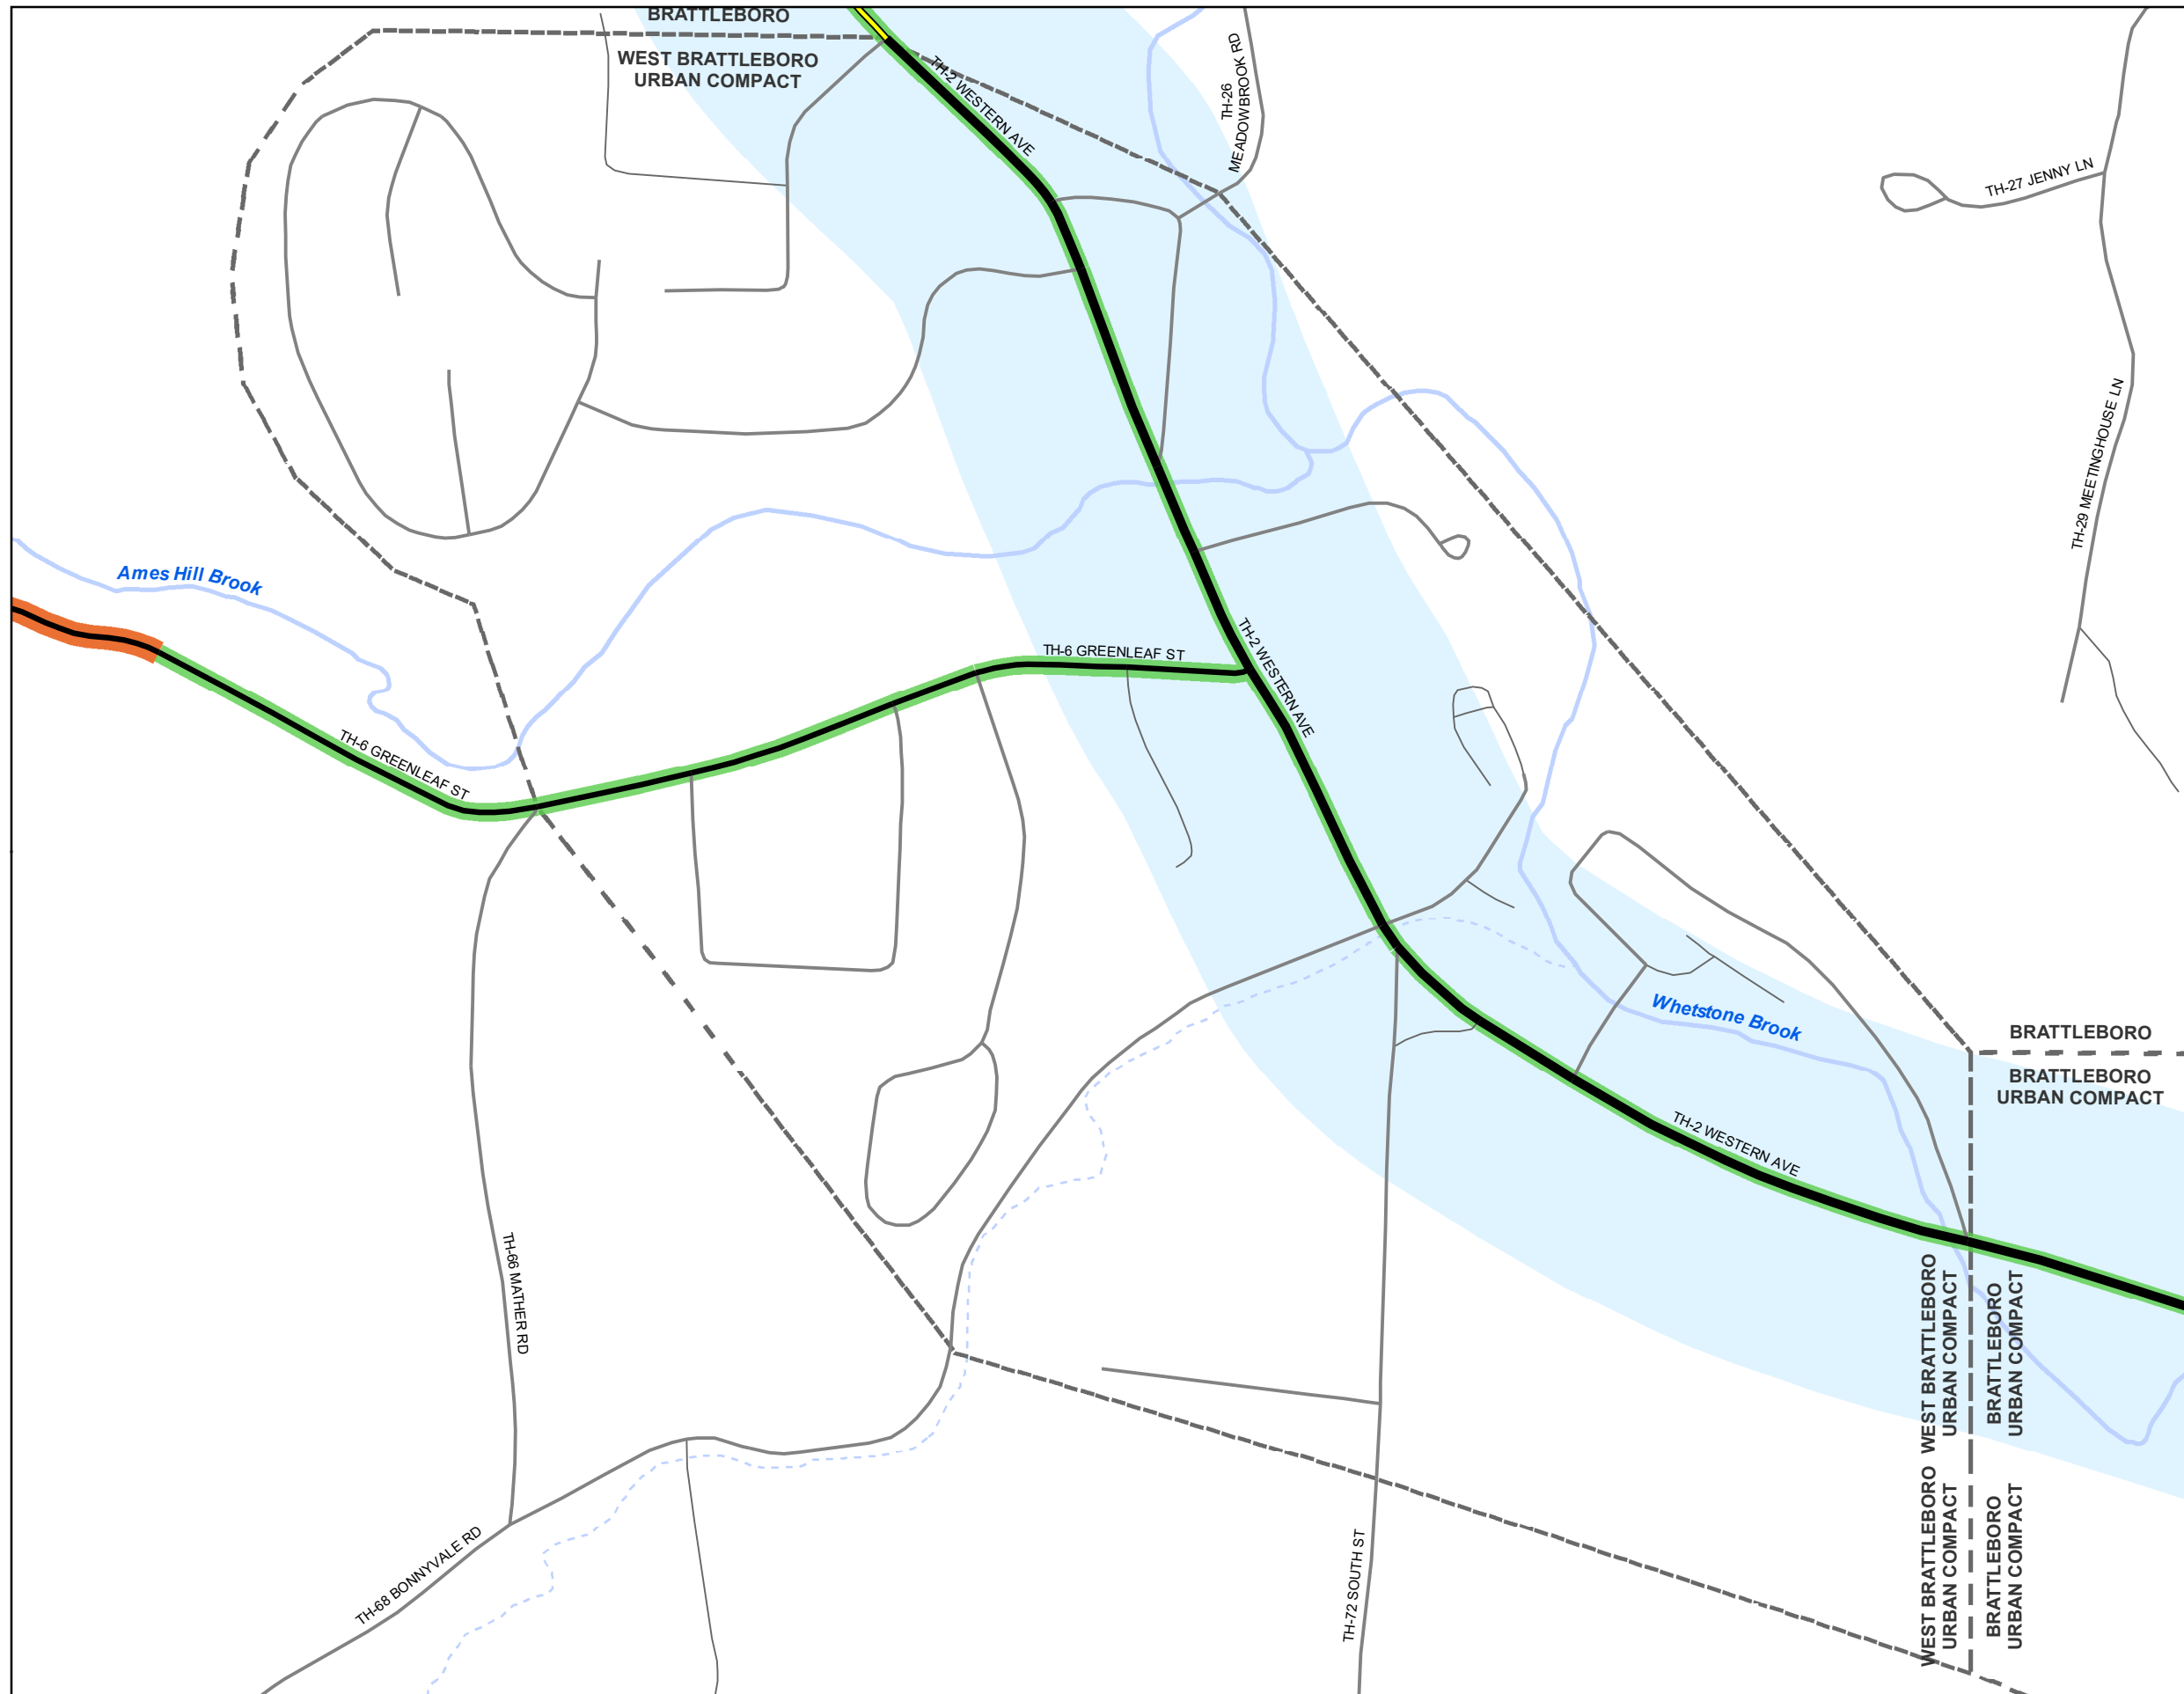 BRATTLEBORO
WEST BRATTLEBORO
URBAN COMPACT
TH-2 WESTERN AVE
TH-26
MEADOWBROOK RD
TH-27 JENNY LN
TH-29 MEETINGHOUSE LN
Ames Hill Brook
TH-6 GREENLEAF ST
TH-2 WESTERN AVE
TH-6 GREENLEAF ST
Whetstone Brook
BRATTLEBORO
BRATTLEBORO
URBAN COMPACT
TH-2 WESTERN AVE
TH-66 MATHER RD
WEST BRATTLEBORO
URBAN COMPACT
BRATTLEBORO
URBAN COMPACT
WEST BRATTLEBORO
URBAN COMPACT
BRATTLEBORO
URBAN COMPACT
TH-68 BONNYVALE RD
TH-72 SOUTH ST